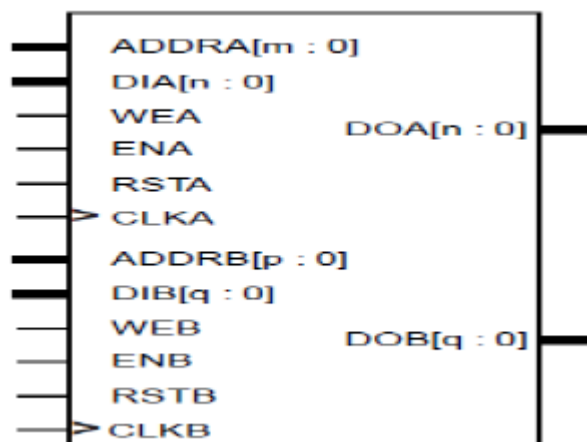 ADDRA[m : 0]
DIA[n : 0]
WEA
DOA[n : 0]
ENA
RSTA
CLKA
ADDRB[p : 0]
DIB[q : 0]
WEB
DOB[q : 0]
ENB
RSTB
CLKB